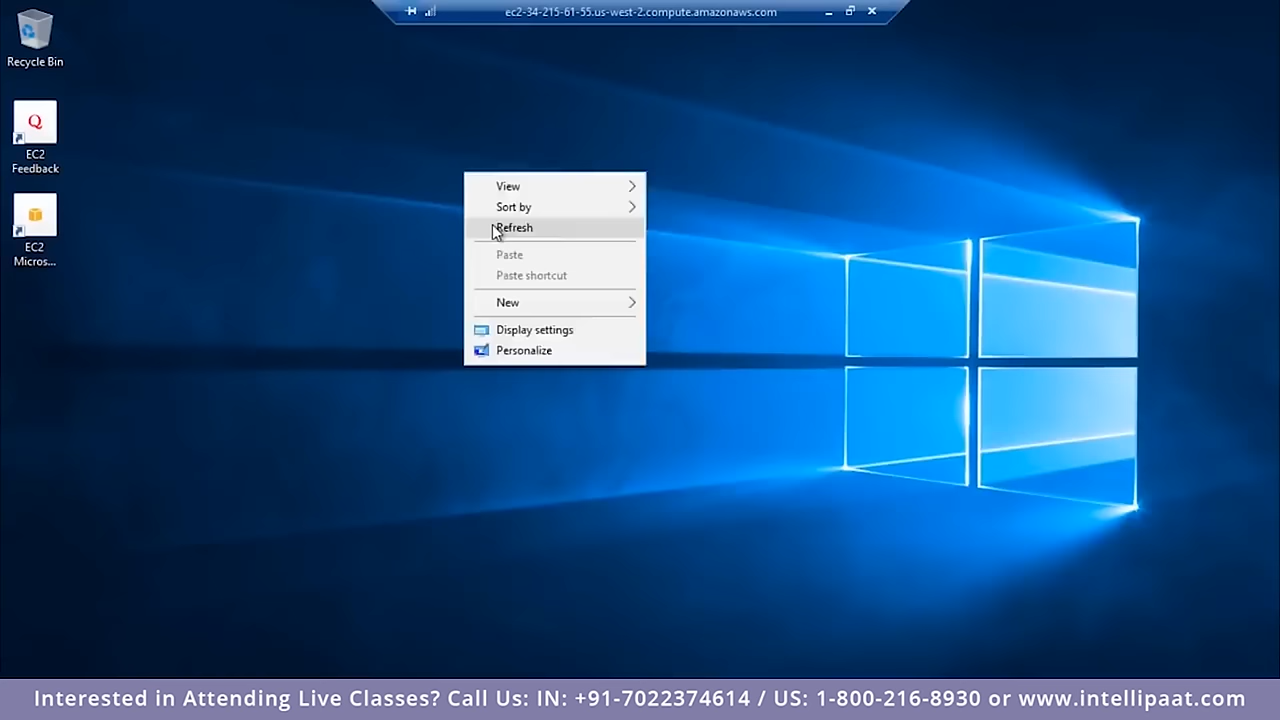 ec2-34-215-61-55.us-west-2.compute.amazonaws.com
Recycle Bin
Q
EC2
Feedback
EC2
Micros...
View
Sort by
Refresh
Paste
Paste shortcut
New
Display settings
Personalize
Interested in Attending Live Classes? Call Us: IN: +91-7022374614 / US: 1-800-216-8930 or www.intellipaat.com